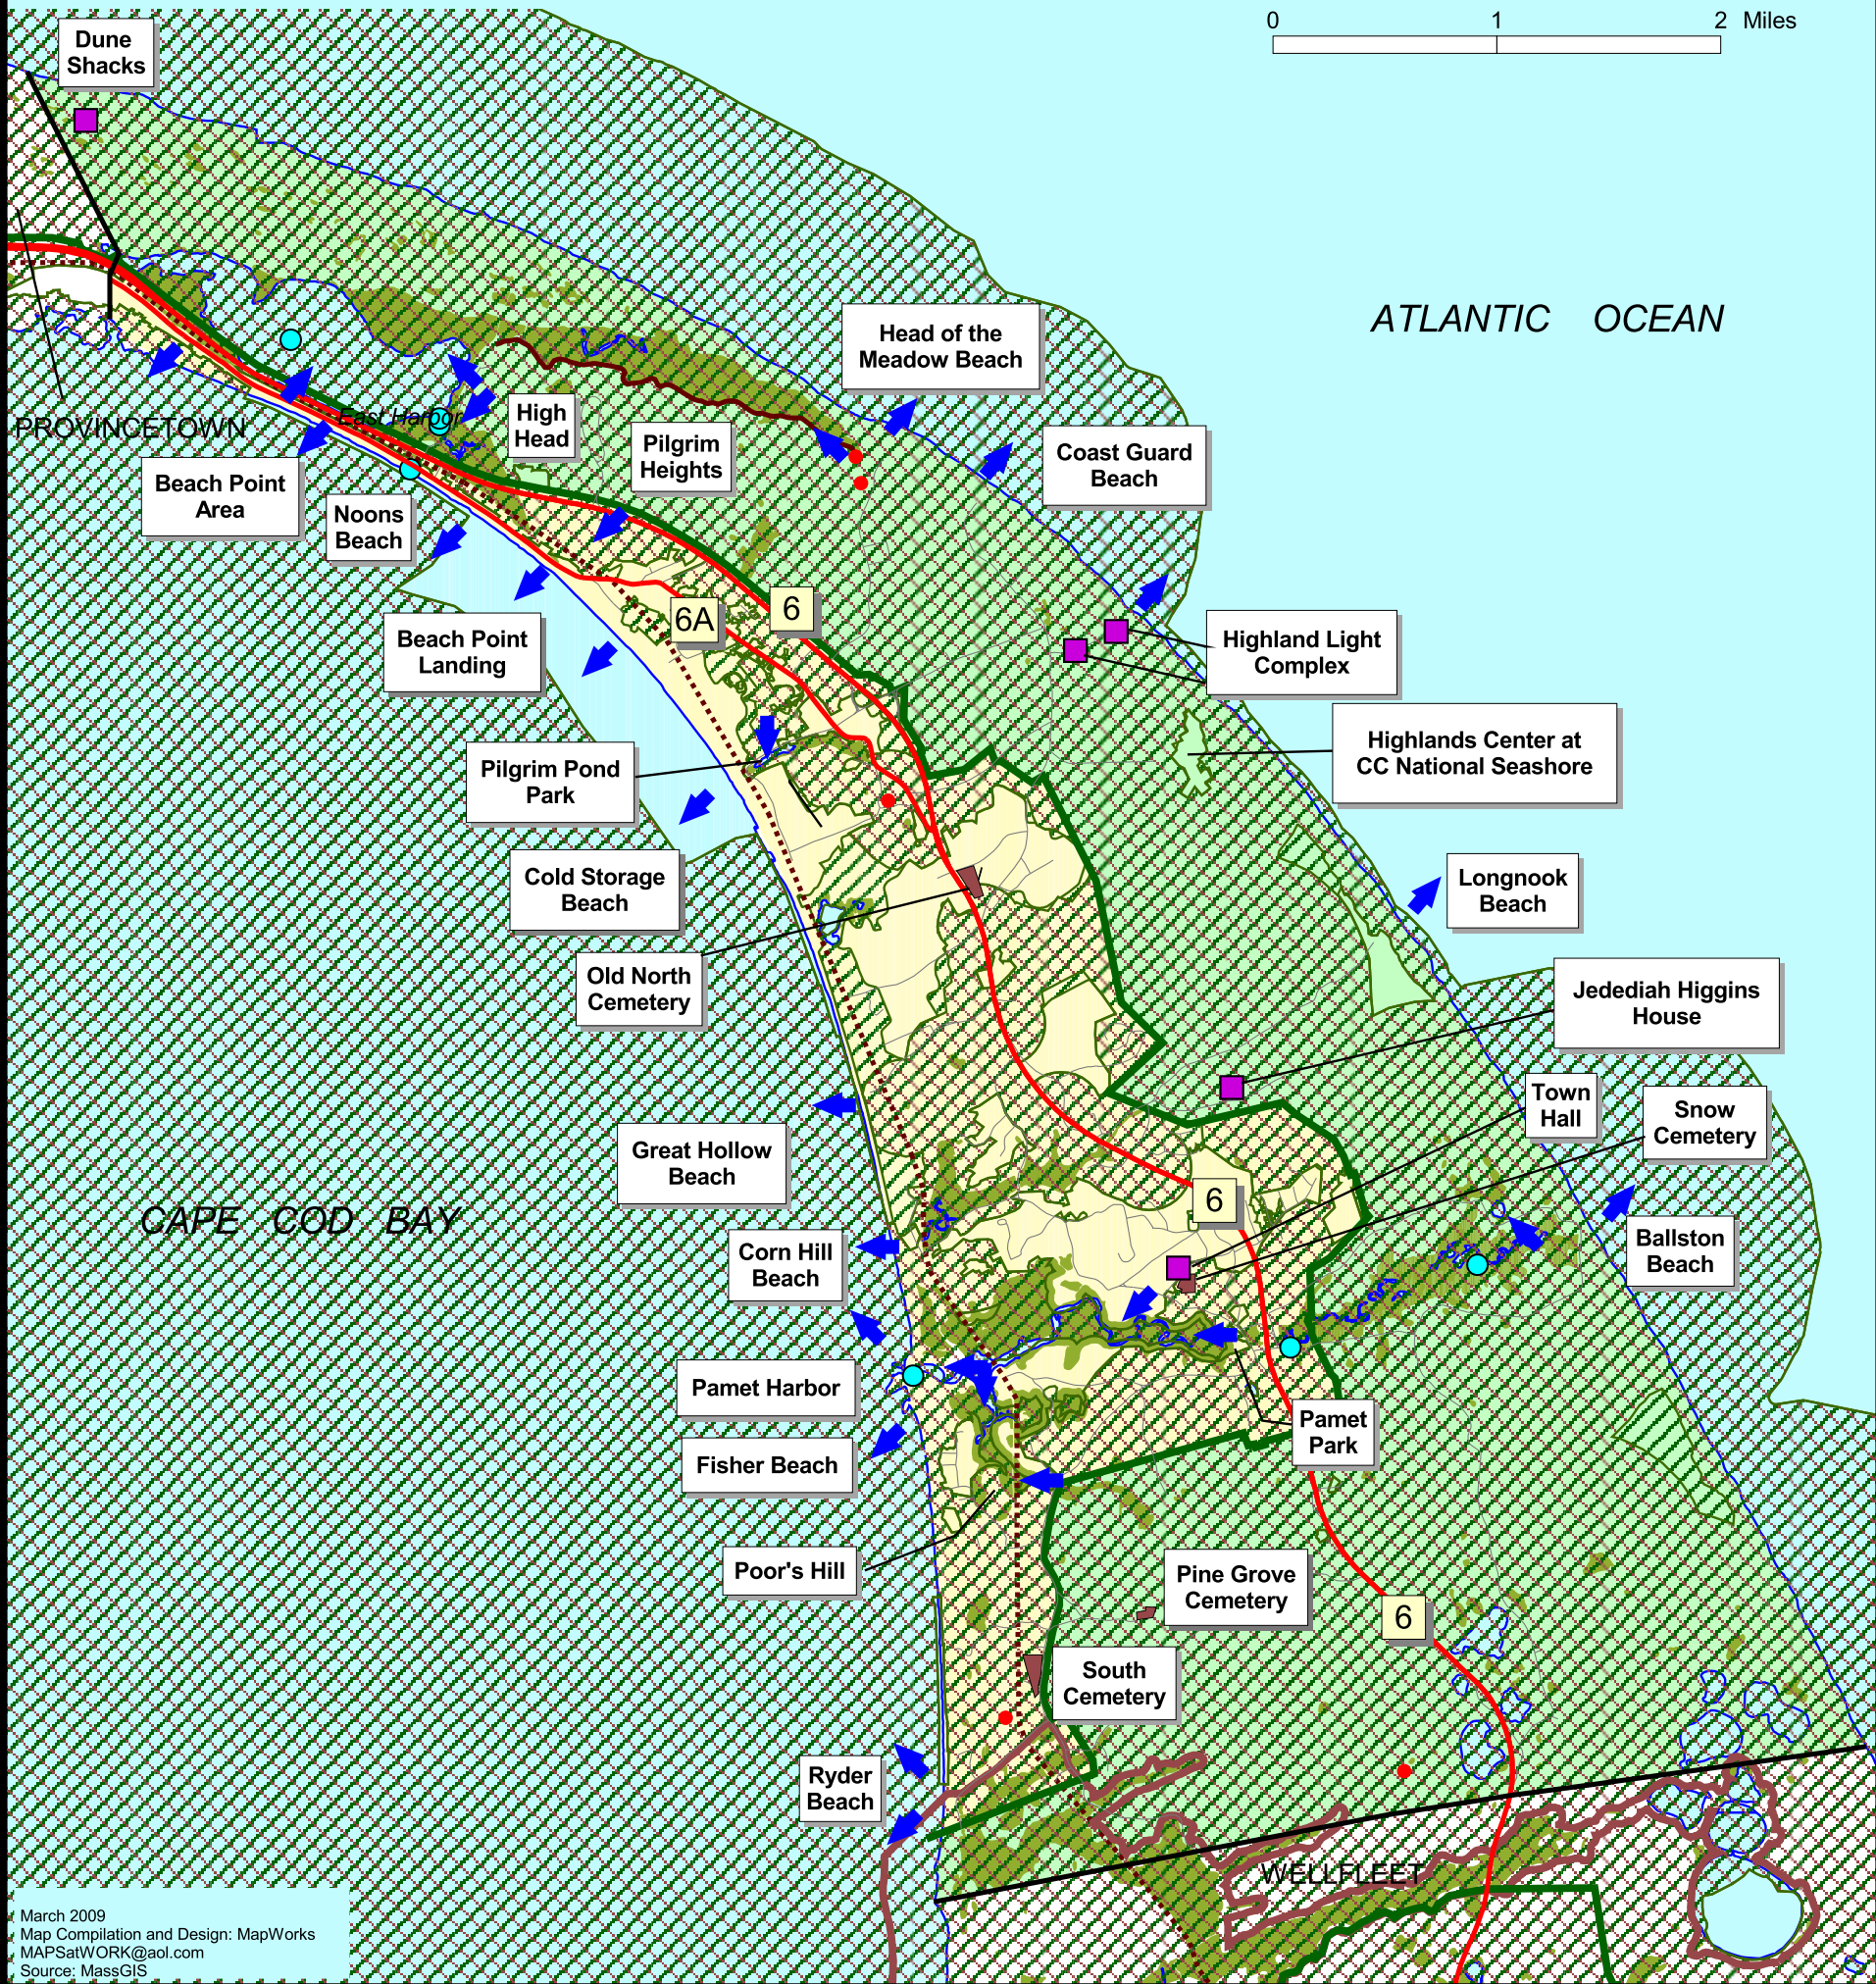 0 1 2 Miles
Dune
Shacks
ATLANTIC OCEAN
Head of the
Meadow Beach
High
Head
East Harbor
PROVINCETOWN
Pilgrim
Heights
Coast Guard
Beach
Beach Point
Area
Noons
Beach
6A
6
Beach Point
Landing
Highland Light
Complex
Highlands Center at
CC National Seashore
Pilgrim Pond
Park
Cold Storage
Beach
Longnook
Beach
Old North
Cemetery
Jedediah Higgins
House
Town
Hall
Snow
Cemetery
Great Hollow
Beach
6
CAPE COD BAY
Corn Hill
Beach
Ballston
Beach
Pamet Harbor
Pamet
Park
Fisher Beach
Poor's Hill
Pine Grove
Cemetery
6
South
Cemetery
Ryder
Beach
WELLFLEET
March 2009
Map Compilation and Design: MapWorks
MAPSatWORK@aol.com
Source: MassGIS